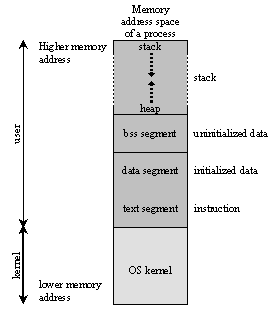 Memory
address space
of a process
Higher memory
address
stack
stack
heap
user
bss segment
uninitialized data
data segment
initialized data
text segment
instruction
kernel
OS kernel
lower memory
address